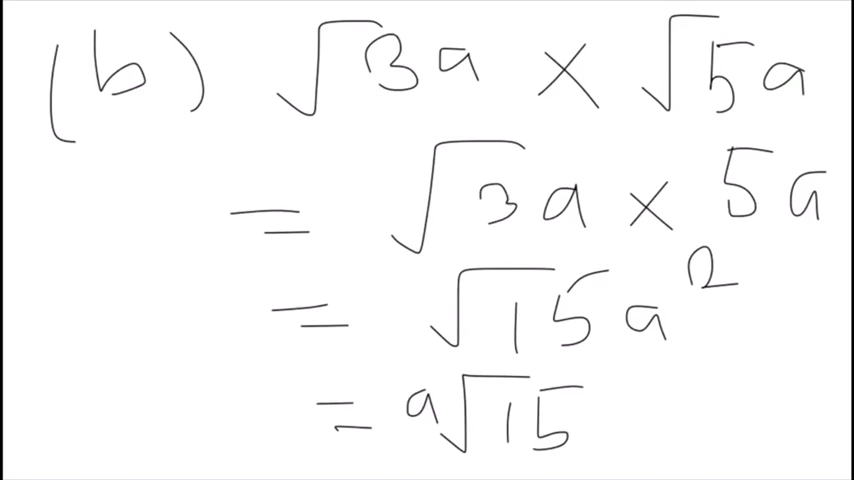 (b) √3a × √5a
= √3a × 5a
= √15a²
= a√15